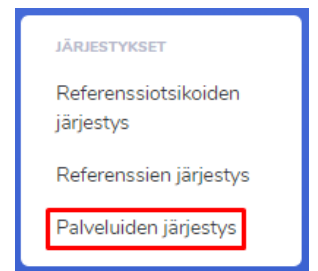 JÄRJESTYKSET
Referenssiotsikoiden
järjestys
Referenssien järjestys
Palveluiden järjestys